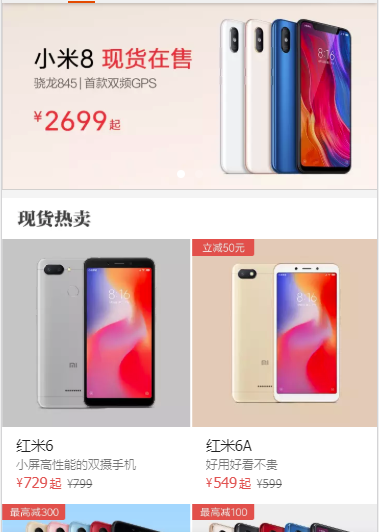 小米8 现货在售
骁龙845 | 首款双频GPS
¥2699起
现货热卖
立减50元
8:16
8:16
红米6
小屏高性能的双摄手机
¥729起 ¥799
红米6A
好用好看不贵
¥549起 ¥599
最高减300
最高减100